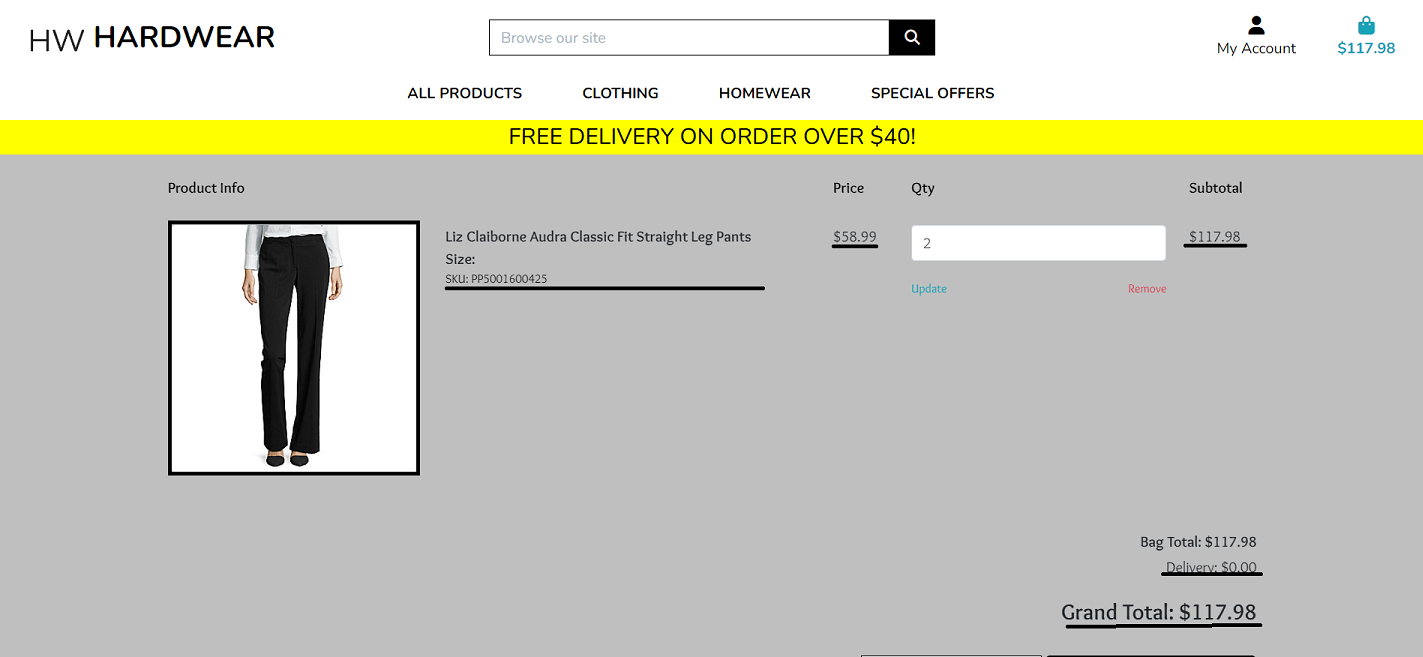 HW HARDWEAR
Browse our site
My Account
$117.98
ALL PRODUCTS CLOTHING HOMEWEAR SPECIAL OFFERS
FREE DELIVERY ON ORDER OVER $40!
Product Info Price Qty Subtotal
Liz Claiborne Audra Classic Fit Straight Leg Pants $58.99 2 $117.98
Size:
SKU: PP5001600425
Update Remove
Bag Total: $117.98
Delivery: $0.00
Grand Total: $117.98